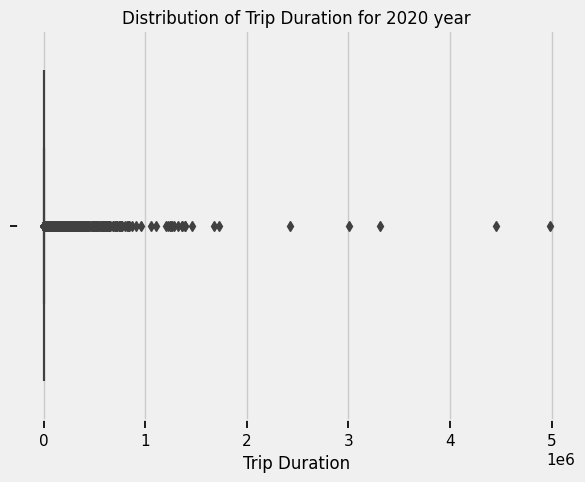 Distribution of Trip Duration for 2020 year
0 1 2 3 4 5
1e6
Trip Duration